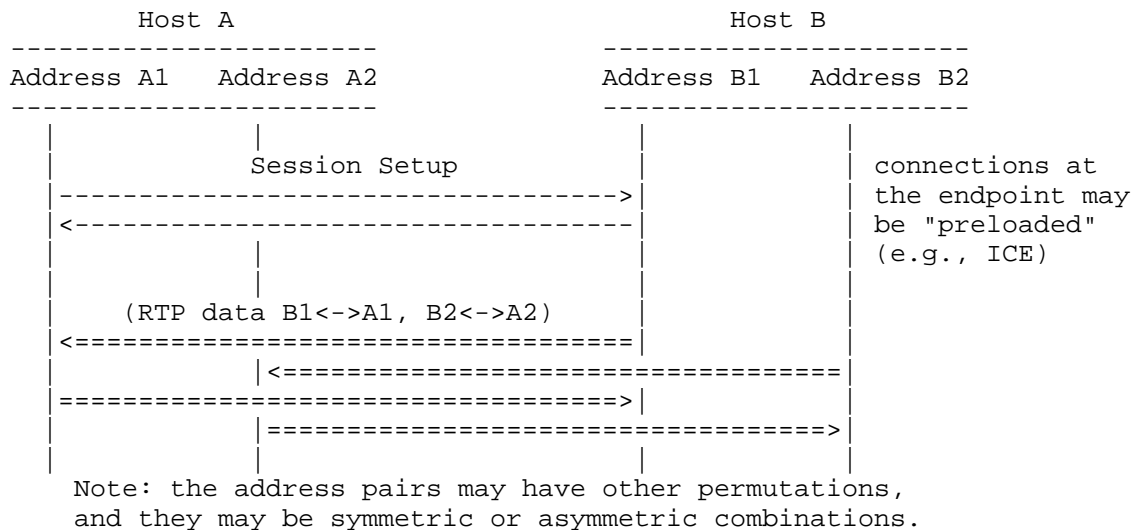 Host A Host B
Address A1 Address A2 Address B1 Address B2
Session Setup connections at
the endpoint may
be "preloaded"
(e.g., ICE)
(RTP data B1<->A1, B2<->A2)
Note: the address pairs may have other permutations,
and they may be symmetric or asymmetric combinations.